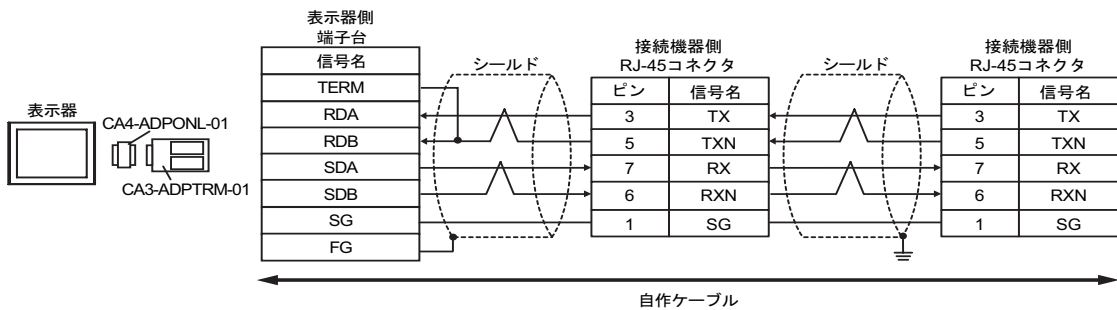 表示器
CA4-ADPONL-01
CA3-ADPTRM-01
表示器側
端子台
信号名
TERM
RDA
RDB
SDA
SDB
SG
FG
シールド
接続機器側
RJ-45コネクタ
ピン 信号名
3 TX
5 TXN
7 RX
6 RXN
1 SG
シールド
接続機器側
RJ-45コネクタ
ピン 信号名
3 TX
5 TXN
7 RX
6 RXN
1 SG
自作ケーブル